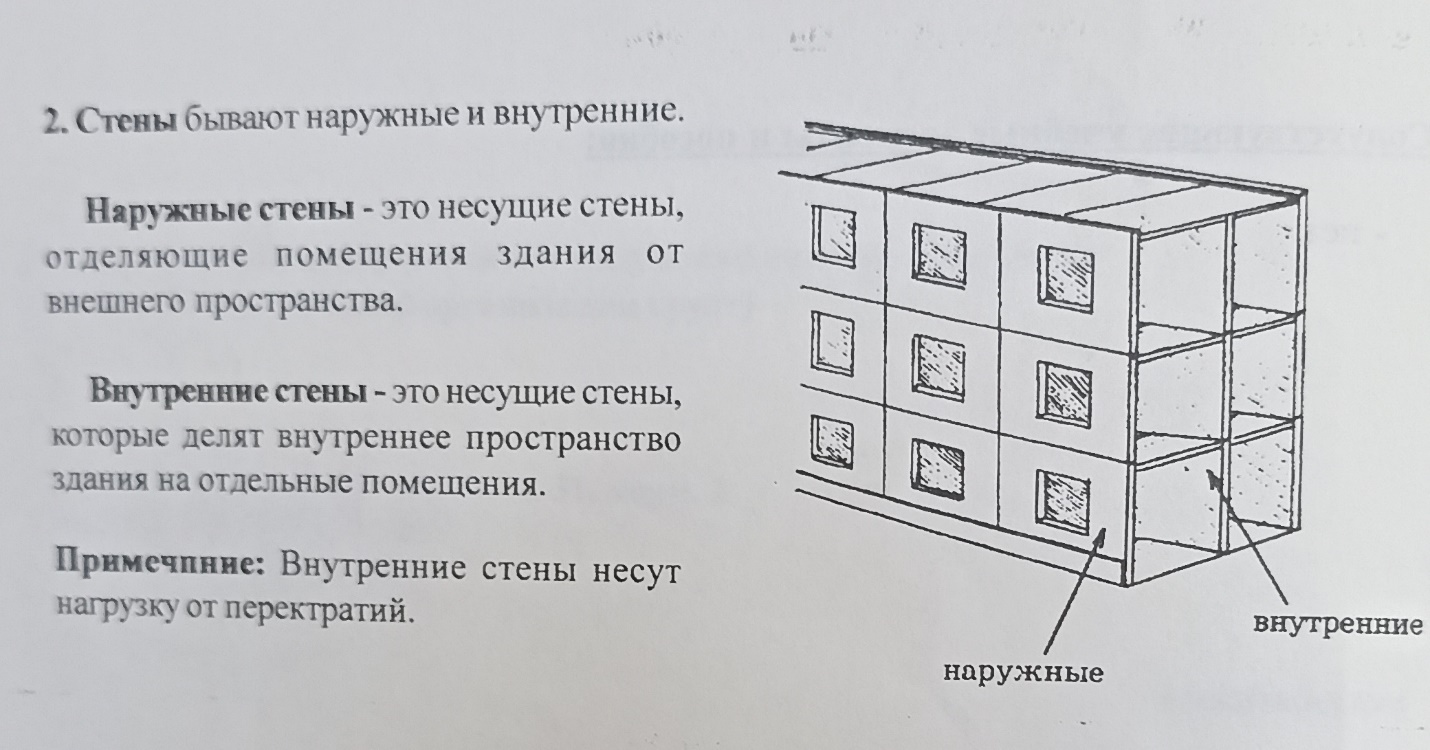 2. Стены бывают наружные и внутренние.
Наружные стены - это несущие стены,
отделяющие помещения здания от
внешнего пространства.
Внутренние стены - это несущие стены,
которые делят внутреннее пространство
здания на отдельные помещения.
Примечпние: Внутренние стены несут
нагрузку от перектратий.
внутренние
наружные